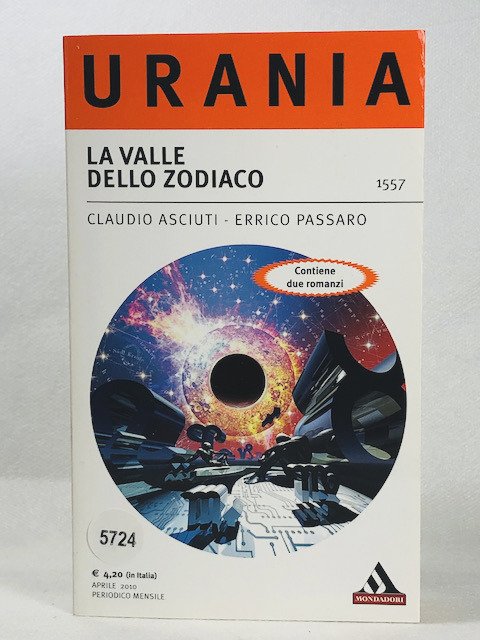 URANIA
LA VALLE
DELLO ZODIACO
1557
CLAUDIO ASCIUTI - ERRICO PASSARO
Contiene
due romanzi
5724
€ 4,20 (in Italia)
APRILE 2010
PERIODICO MENSILE
MONDADORI